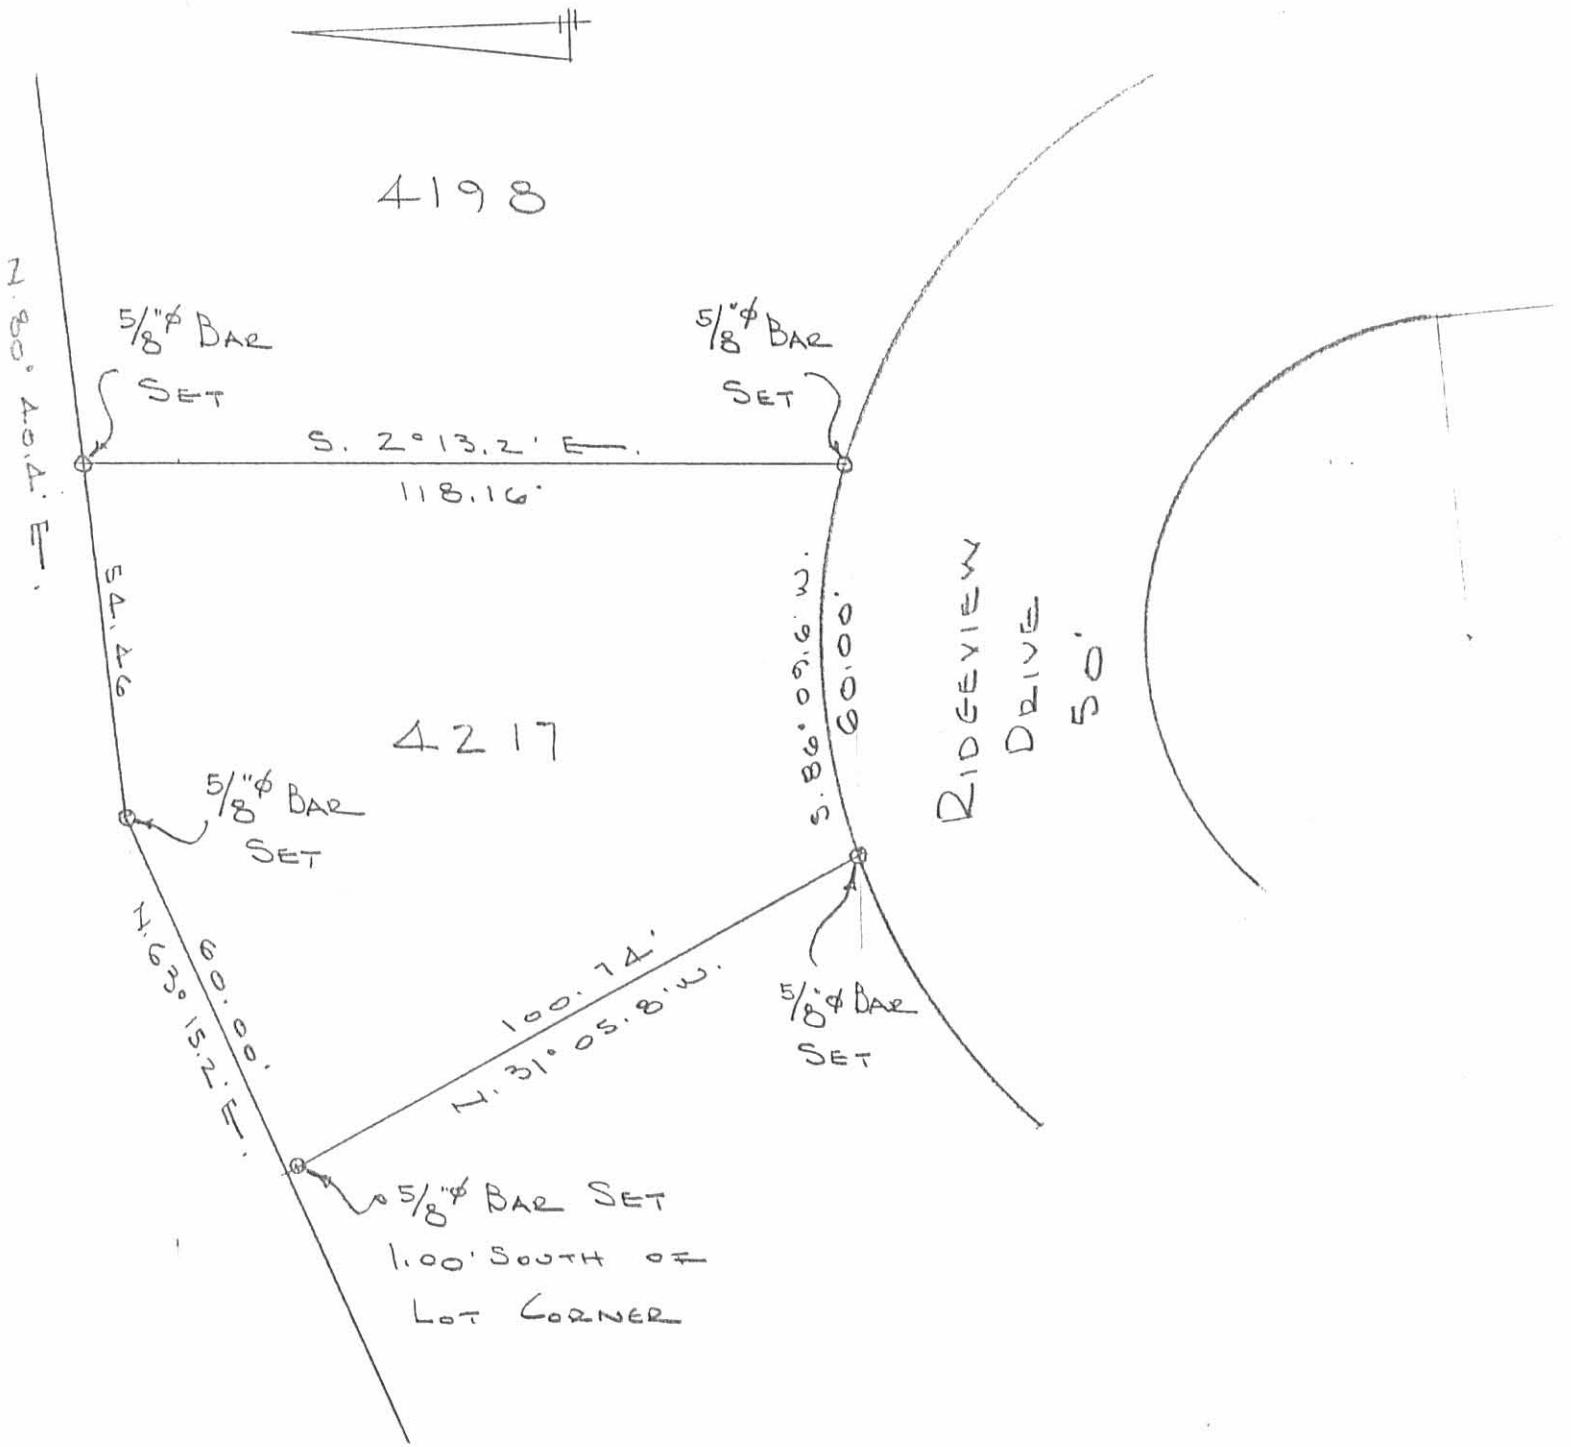 4198
N. 80° 40.4' E.
5/8"φ BAR
SET
5/8"φ BAR
SET
S. 2° 13.2' E.
118.16'
54.46
S. 86° 09.6' W.
60.00'
RIDGEVIEW
DRIVE
50'
4217
5/8"φ BAR
SET
60.00'
N. 63° 15.2' E.
100.74'
N. 31° 05.8' W.
5/8"φ BAR
SET
5/8"φ BAR SET
1.00' SOUTH OF
LOT CORNER